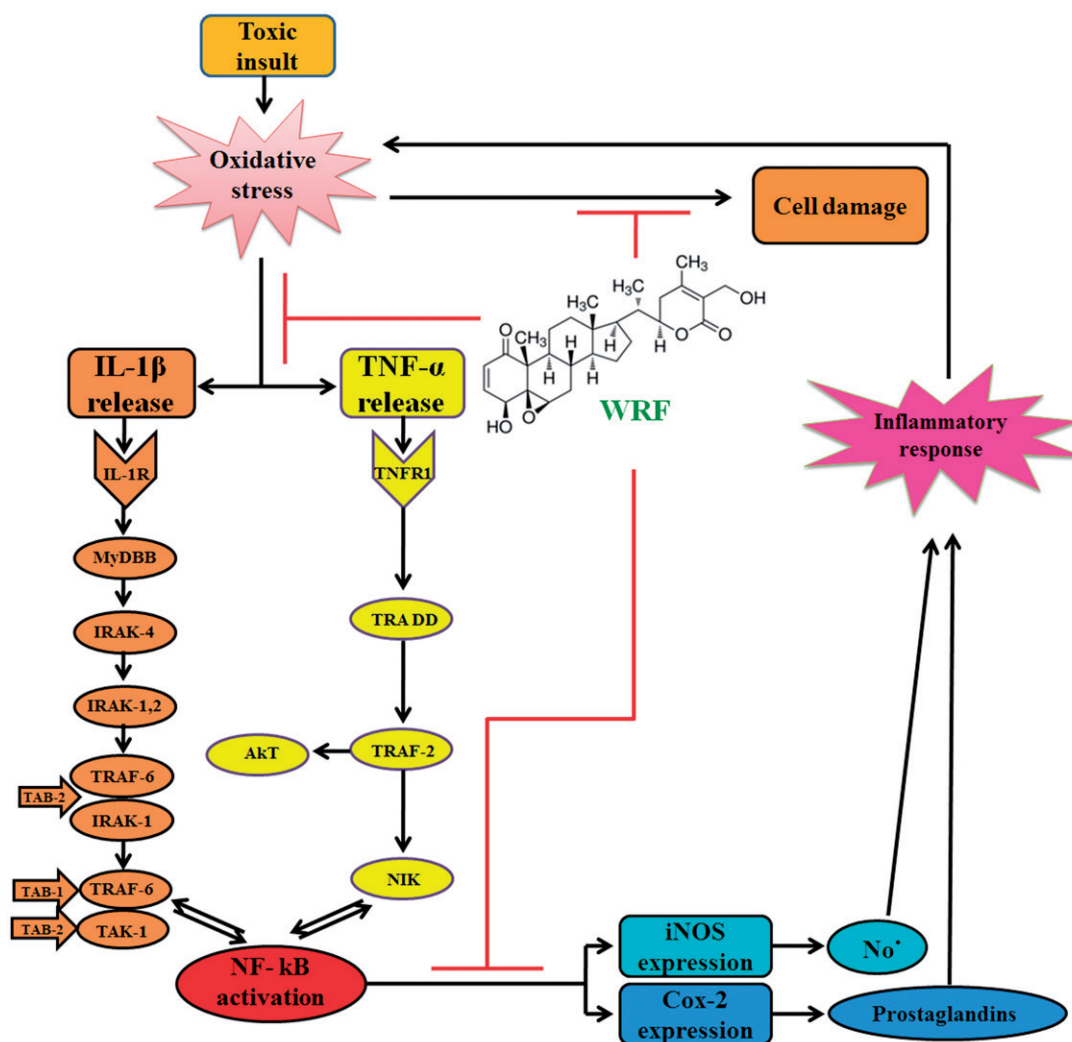 Toxic
insult
Oxidative
stress
Cell damage
CH₃
H₃C
OH
H₃C
O
CH₃
O
O
H
H
H
H
HO
O
H
WRF
IL-1β
release
TNF-α
release
Inflammatory
response
IL-1R
TNFR1
MyDBB
TRA DD
IRAK-4
IRAK-1,2
AkT
TRAF-2
TRAF-6
TAB-2
IRAK-1
TAB-1
TRAF-6
NIK
TAB-2
TAK-1
NF- kB
activation
iNOS
expression
No•
Cox-2
expression
Prostaglandins